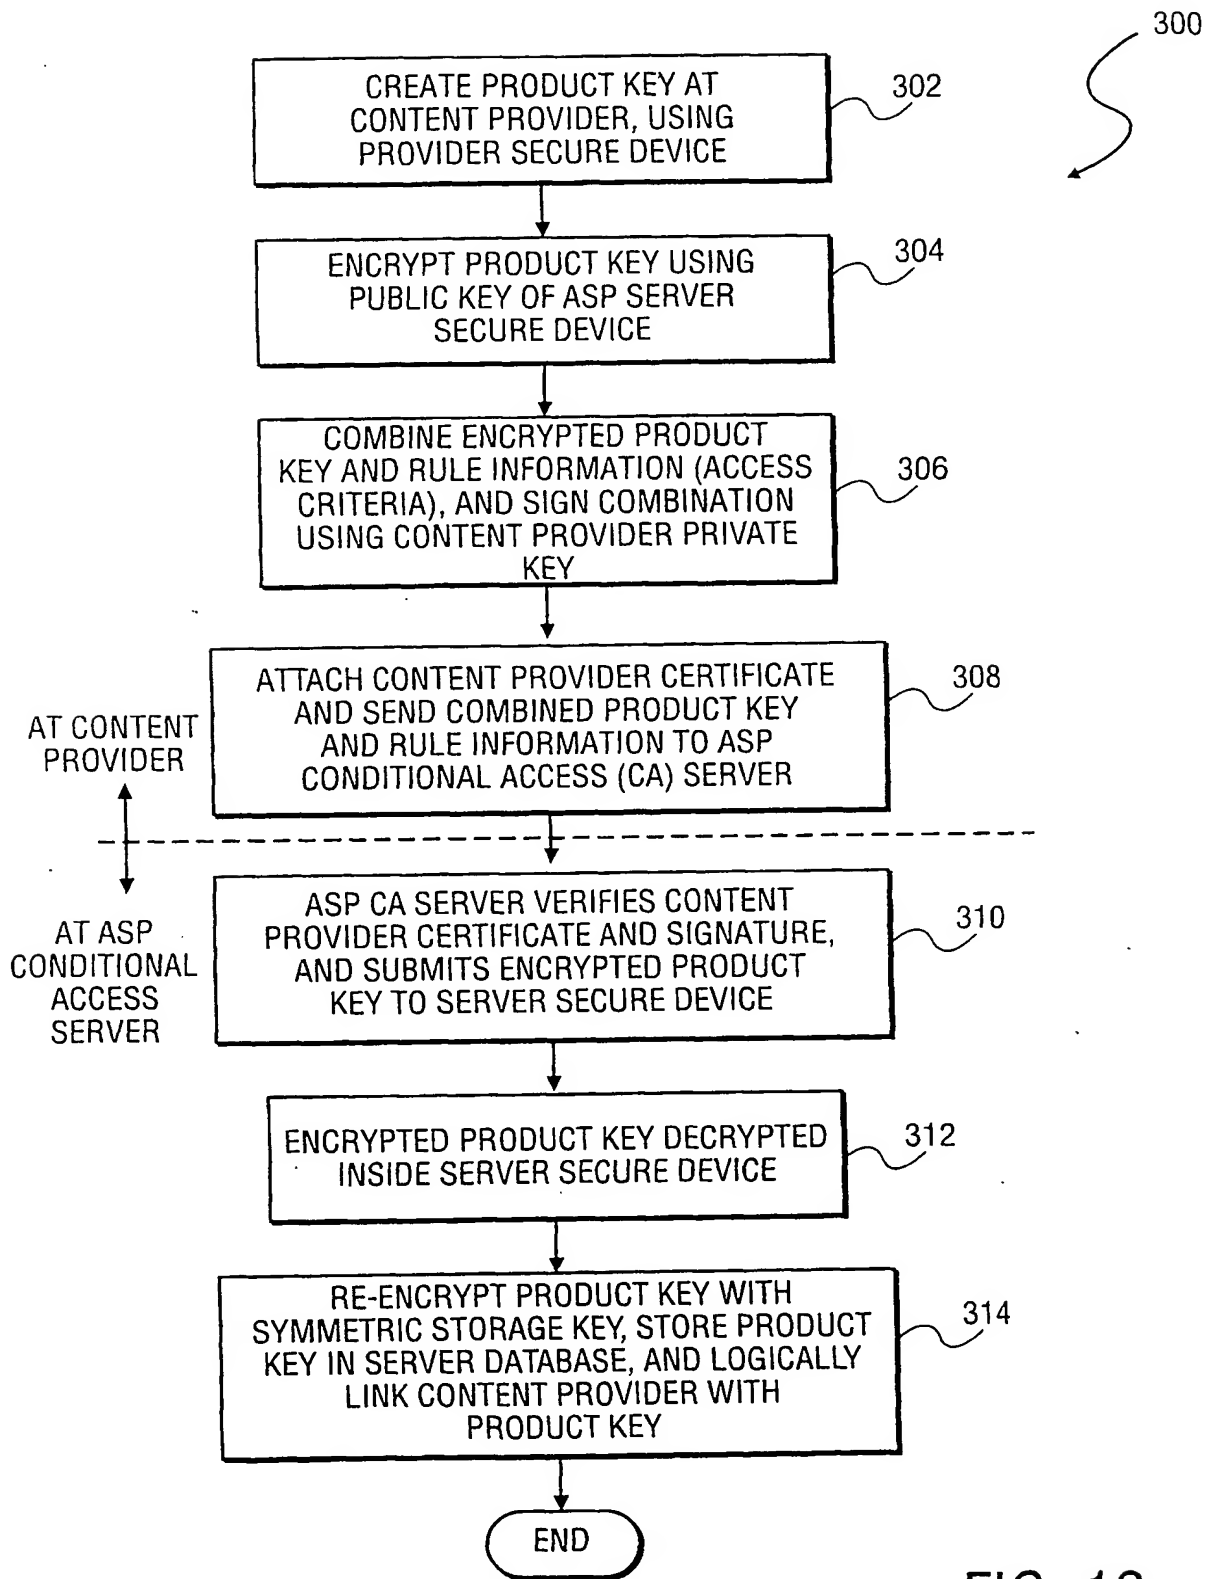 300
CREATE PRODUCT KEY AT
CONTENT PROVIDER, USING
PROVIDER SECURE DEVICE
302
ENCRYPT PRODUCT KEY USING
PUBLIC KEY OF ASP SERVER
SECURE DEVICE
304
COMBINE ENCRYPTED PRODUCT
KEY AND RULE INFORMATION (ACCESS
CRITERIA), AND SIGN COMBINATION
USING CONTENT PROVIDER PRIVATE
KEY
306
ATTACH CONTENT PROVIDER CERTIFICATE
AND SEND COMBINED PRODUCT KEY
AND RULE INFORMATION TO ASP
CONDITIONAL ACCESS (CA) SERVER
308
AT CONTENT
PROVIDER
AT ASP
CONDITIONAL
ACCESS
SERVER
ASP CA SERVER VERIFIES CONTENT
PROVIDER CERTIFICATE AND SIGNATURE,
AND SUBMITS ENCRYPTED PRODUCT
KEY TO SERVER SECURE DEVICE
310
ENCRYPTED PRODUCT KEY DECRYPTED
INSIDE SERVER SECURE DEVICE
312
RE-ENCRYPT PRODUCT KEY WITH
SYMMETRIC STORAGE KEY, STORE PRODUCT
KEY IN SERVER DATABASE, AND LOGICALLY
LINK CONTENT PROVIDER WITH
PRODUCT KEY
314
END